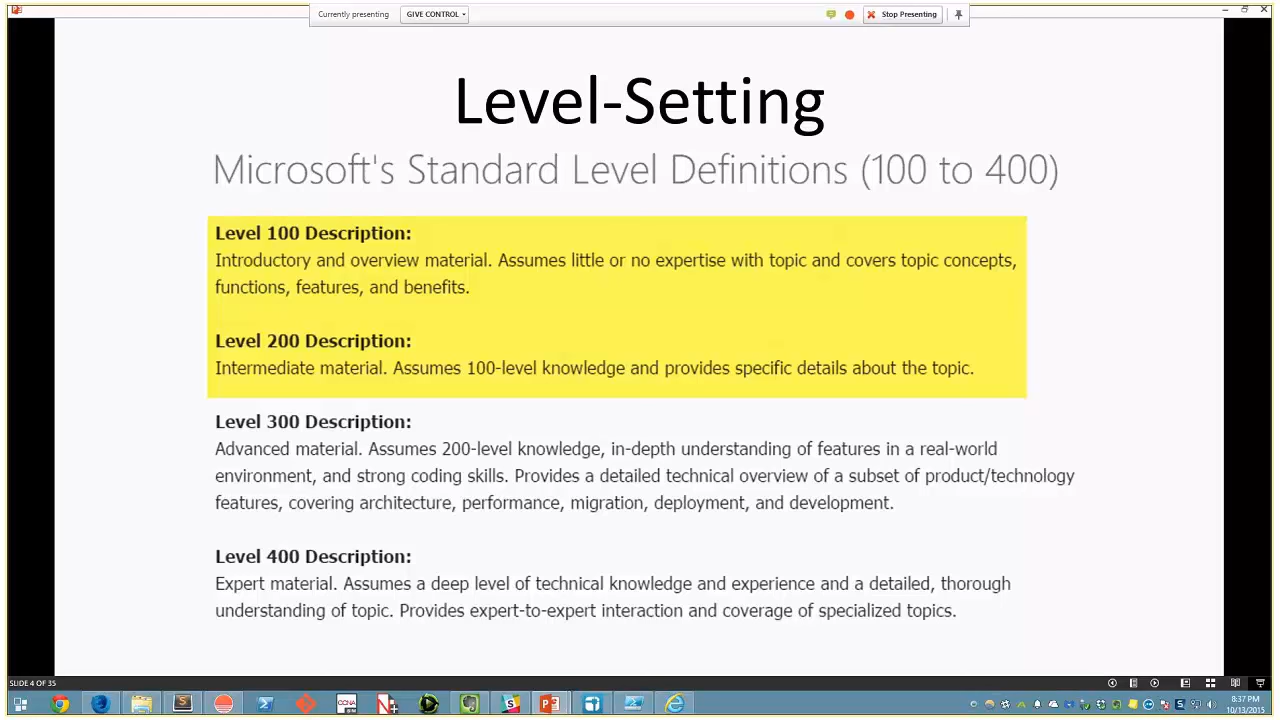 Currently presenting GIVE CONTROL Stop Presenting
Level-Setting
Microsoft's Standard Level Definitions (100 to 400)
Level 100 Description:
Introductory and overview material. Assumes little or no expertise with topic and covers topic concepts,
functions, features, and benefits.
Level 200 Description:
Intermediate material. Assumes 100-level knowledge and provides specific details about the topic.
Level 300 Description:
Advanced material. Assumes 200-level knowledge, in-depth understanding of features in a real-world
environment, and strong coding skills. Provides a detailed technical overview of a subset of product/technology
features, covering architecture, performance, migration, deployment, and development.
Level 400 Description:
Expert material. Assumes a deep level of technical knowledge and experience and a detailed, thorough
understanding of topic. Provides expert-to-expert interaction and coverage of specialized topics.
SLIDE 4 OF 35
CCNA
8:37 PM
10/13/2015